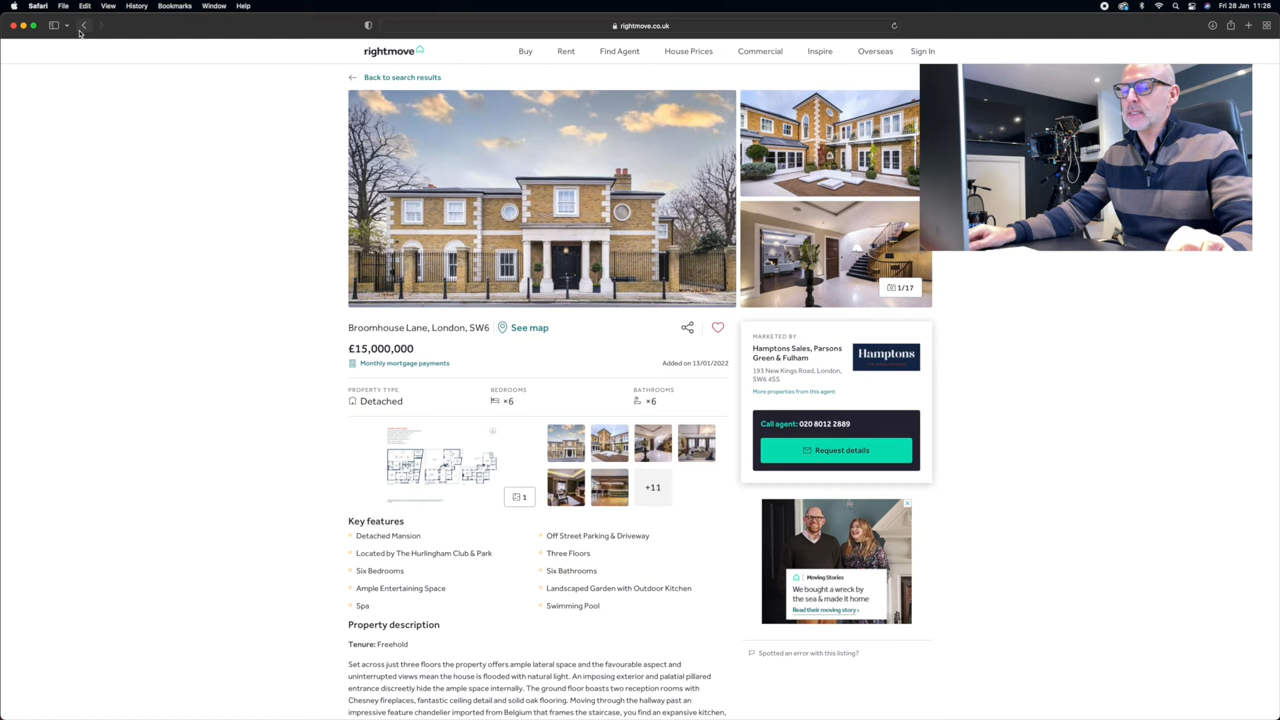 Safari File Edit View History Bookmarks Window Help
Fri 28 Jan 11:26
rightmove.co.uk
rightmove
Buy Rent Find Agent House Prices Commercial Inspire Overseas Sign In
Back to search results
1/17
Broomhouse Lane, London, SW6 See map
£15,000,000
Monthly mortgage payments
Added on 13/01/2022
PROPERTY TYPE BEDROOMS BATHROOMS
Detached ×6 ×6
1
+11
Key features
Detached Mansion
Off Street Parking & Driveway
Located by The Hurlingham Club & Park
Three Floors
Six Bedrooms
Six Bathrooms
Ample Entertaining Space
Landscaped Garden with Outdoor Kitchen
Spa
Swimming Pool
Property description
Tenure: Freehold
Set across just three floors the property offers ample lateral space and the favourable aspect and
uninterrupted views mean the house is flooded with natural light. An imposing exterior and palatial pillared
entrance discreetly hide the ample space internally. The ground floor boasts two reception rooms with
Chesney fireplaces, fantastic ceiling detail and solid oak flooring. Moving through the hallway past an
impressive feature chandelier imported from Belgium that frames the staircase, you find an expansive kitchen,
MARKETED BY
Hamptons Sales, Parsons
Green & Fulham
Hamptons
193 New Kings Road, London,
SW6 4SS
More properties from this agent
Call agent: 020 8012 2889
Request details
Moving Stories
We bought a wreck by
the sea & made it home
Read their moving story ›
Spotted an error with this listing?